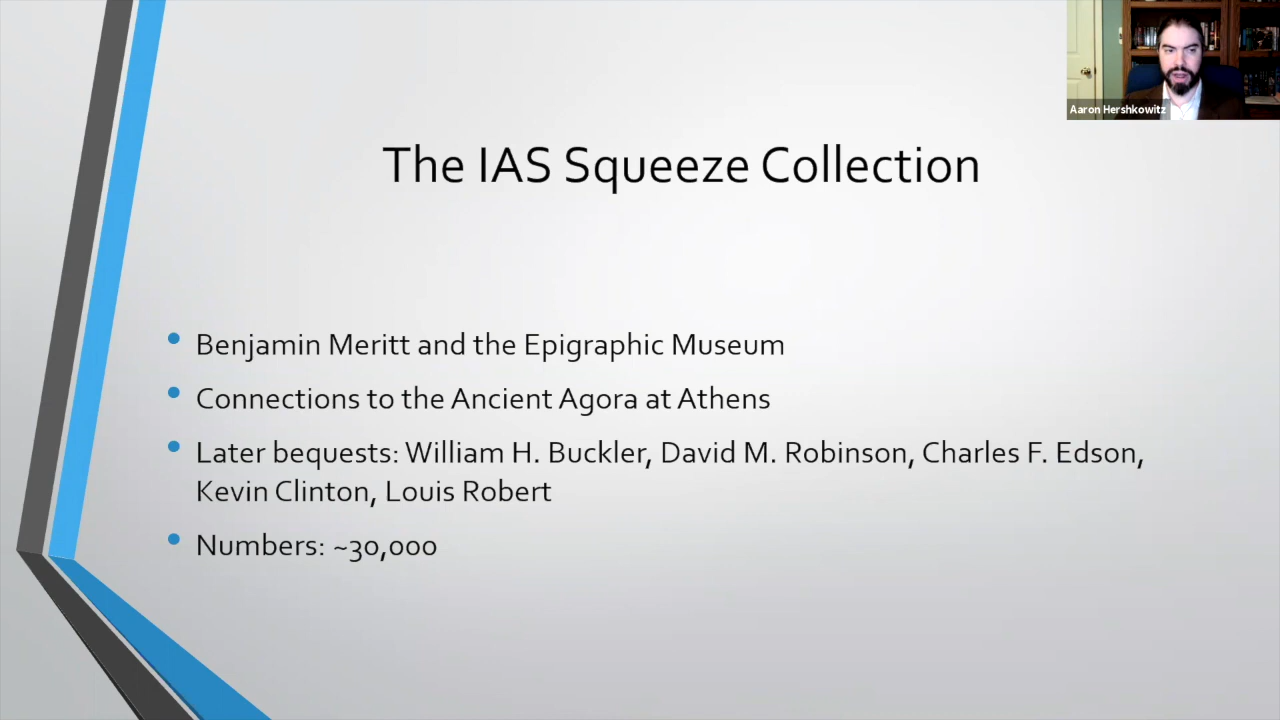 Aaron Hershkowitz
The IAS Squeeze Collection
Benjamin Meritt and the Epigraphic Museum
Connections to the Ancient Agora at Athens
Later bequests: William H. Buckler, David M. Robinson, Charles F. Edson,
Kevin Clinton, Louis Robert
Numbers: ~30,000